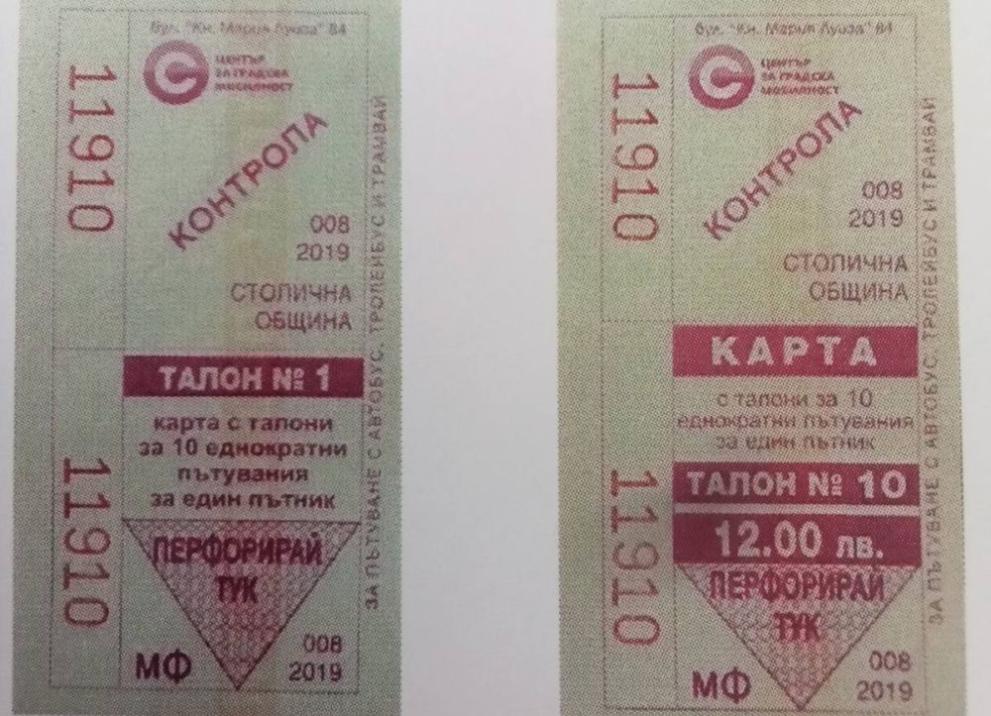 бул. "Кн. Мария Луиза" 84
ЦЕНТЪР
ЗА ГРАДСКА
МОБИЛНОСТ
11910
КОНТРОЛА
008
2019
СТОЛИЧНА
ОБЩИНА
ТАЛОН № 1
карта с талони
за 10 еднократни
пътувания
за един пътник
11910
ПЕРФОРИРАЙ
ТУК
МФ
008
2019
ЗА ПЪТУВАНЕ С АВТОБУС, ТРОЛЕЙБУС И ТРАМВАЙ
бул. "Кн. Мария Луиза" 84
ЦЕНТЪР
ЗА ГРАДСКА
МОБИЛНОСТ
11910
КОНТРОЛА
008
2019
СТОЛИЧНА
ОБЩИНА
КАРТА
с талони за 10
еднократни пътувания
за един пътник
ТАЛОН № 10
12.00 лв.
11910
ПЕРФОРИРАЙ
ТУК
МФ
008
2019
ЗА ПЪТУВАНЕ С АВТОБУС, ТРОЛЕЙБУС И ТРАМВАЙ